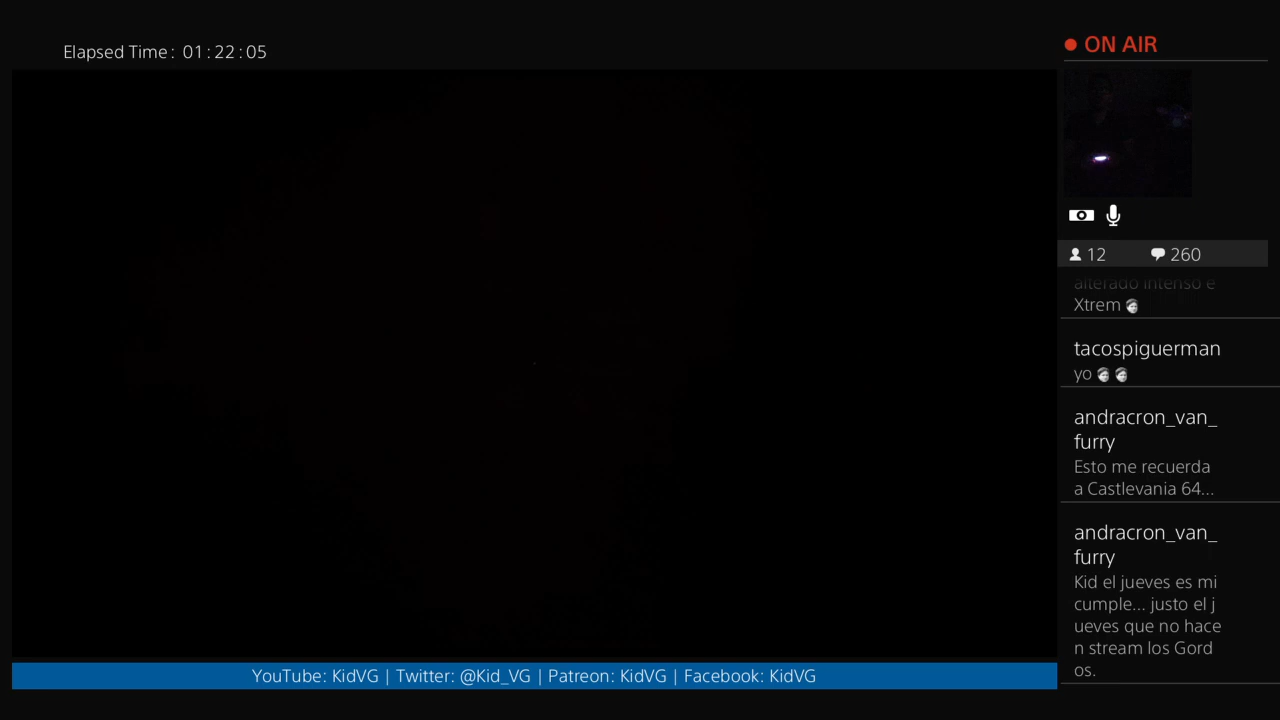 Elapsed Time: 01:22:05
ON AIR
12 260
alterado intenso e
Xtrem
tacospiguerman
yo
andracron_van_
furry
Esto me recuerda
a Castlevania 64...
andracron_van_
furry
Kid el jueves es mi
cumple... justo el j
ueves que no hace
n stream los Gord
os.
YouTube: KidVG | Twitter: @Kid_VG | Patreon: KidVG | Facebook: KidVG